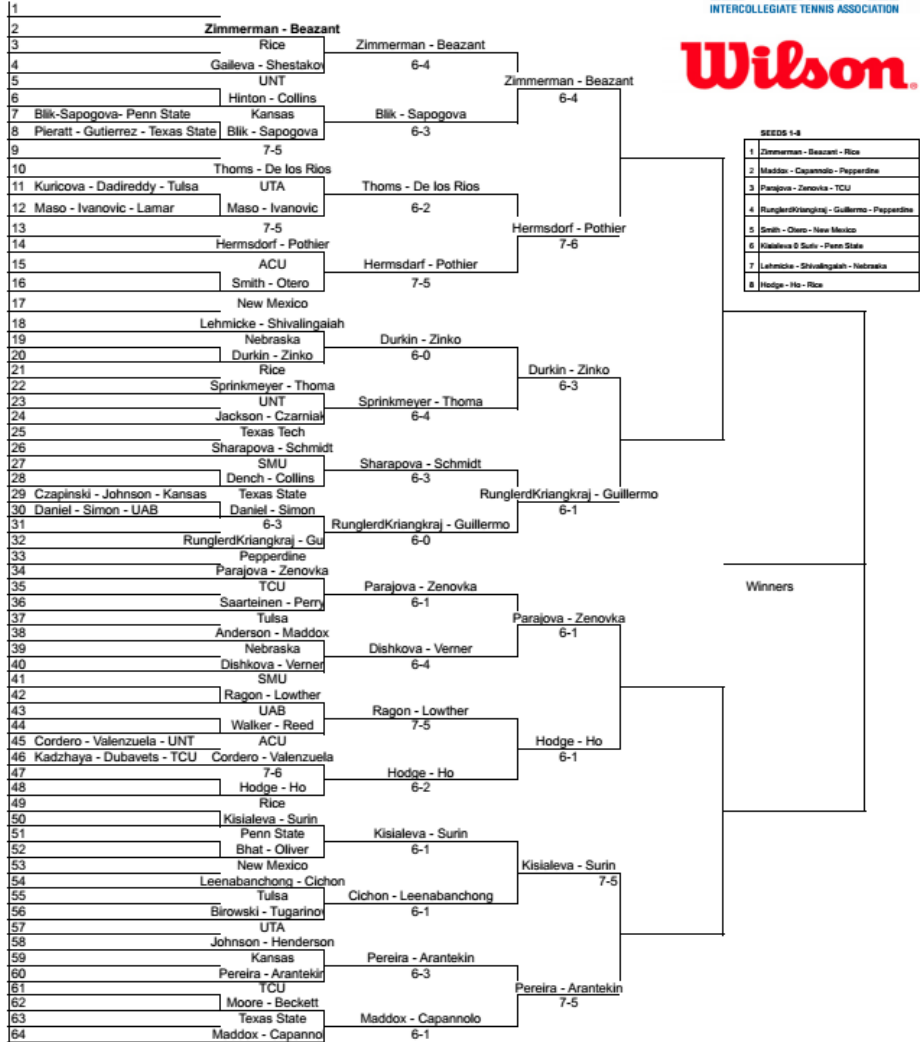 INTERCOLLEGIATE TENNIS ASSOCIATION
Wilson
1
2 Zimmerman - Beazant
3 Rice Zimmerman - Beazant
4 Gaileva - Shestakov 6-4
5 UNT Zimmerman - Beazant
6 Hinton - Collins 6-4
7 Blik-Sapogova- Penn State Kansas Blik - Sapogova
8 Pieratt - Gutierrez - Texas State Blik - Sapogova 6-3
9 7-5
10 Thoms - De los Rios
11 Kuricova - Dadireddy - Tulsa UTA Thoms - De los Rios
12 Maso - Ivanovic - Lamar Maso - Ivanovic 6-2
13 7-5 Hermsdorf - Pothier
14 Hermsdorf - Pothier 7-6
15 ACU Hermsdarf - Pothier
16 Smith - Otero 7-5
17 New Mexico
18 Lehmicke - Shivalingaiah
19 Nebraska Durkin - Zinko
20 Durkin - Zinko 6-0
21 Rice Durkin - Zinko
22 Sprinkmeyer - Thoma 6-3
23 UNT Sprinkmeyer - Thoma
24 Jackson - Czarniak 6-4
25 Texas Tech
26 Sharapova - Schmidt
27 SMU Sharapova - Schmidt
28 Dench - Collins 6-3
29 Czapinski - Johnson - Kansas Texas State RunglerdKriangkraj - Guillermo
30 Daniel - Simon - UAB Daniel - Simon 6-1
31 6-3 RunglerdKriangkraj - Guillermo
32 RunglerdKriangkraj - Gu 6-0
33 Pepperdine
34 Parajova - Zenovka
35 TCU Parajova - Zenovka Winners
36 Saarteinen - Perry 6-1
37 Tulsa Parajova - Zenovka
38 Anderson - Maddox 6-1
39 Nebraska Dishkova - Verner
40 Dishkova - Verner 6-4
41 SMU
42 Ragon - Lowther
43 UAB Ragon - Lowther
44 Walker - Reed 7-5
45 Cordero - Valenzuela - UNT ACU Hodge - Ho
46 Kadzhaya - Dubavets - TCU Cordero - Valenzuela 6-1
47 7-6 Hodge - Ho
48 Hodge - Ho 6-2
49 Rice
50 Kisialeva - Surin
51 Penn State Kisialeva - Surin
52 Bhat - Oliver 6-1
53 New Mexico Kisialeva - Surin
54 Leenabanchong - Cichon 7-5
55 Tulsa Cichon - Leenabanchong
56 Birowski - Tugarinov 6-1
57 UTA
58 Johnson - Henderson
59 Kansas Pereira - Arantekin
60 Pereira - Arantekin 6-3
61 TCU Pereira - Arantekin
62 Moore - Beckett 7-5
63 Texas State Maddox - Capannolo
64 Maddox - Capanno 6-1
SEEDS 1-8
1 Zimmerman - Beazant - Rice
2 Maddox - Capannolo - Pepperdine
3 Parajova - Zenovka - TCU
4 RunglerdKriangkraj - Guillermo - Pepperdine
5 Smith - Otero - New Mexico
6 Kisialeva 0 Suriv - Penn State
7 Lehmicke - Shivalingaiah - Nebraska
8 Hodge - Ho - Rice